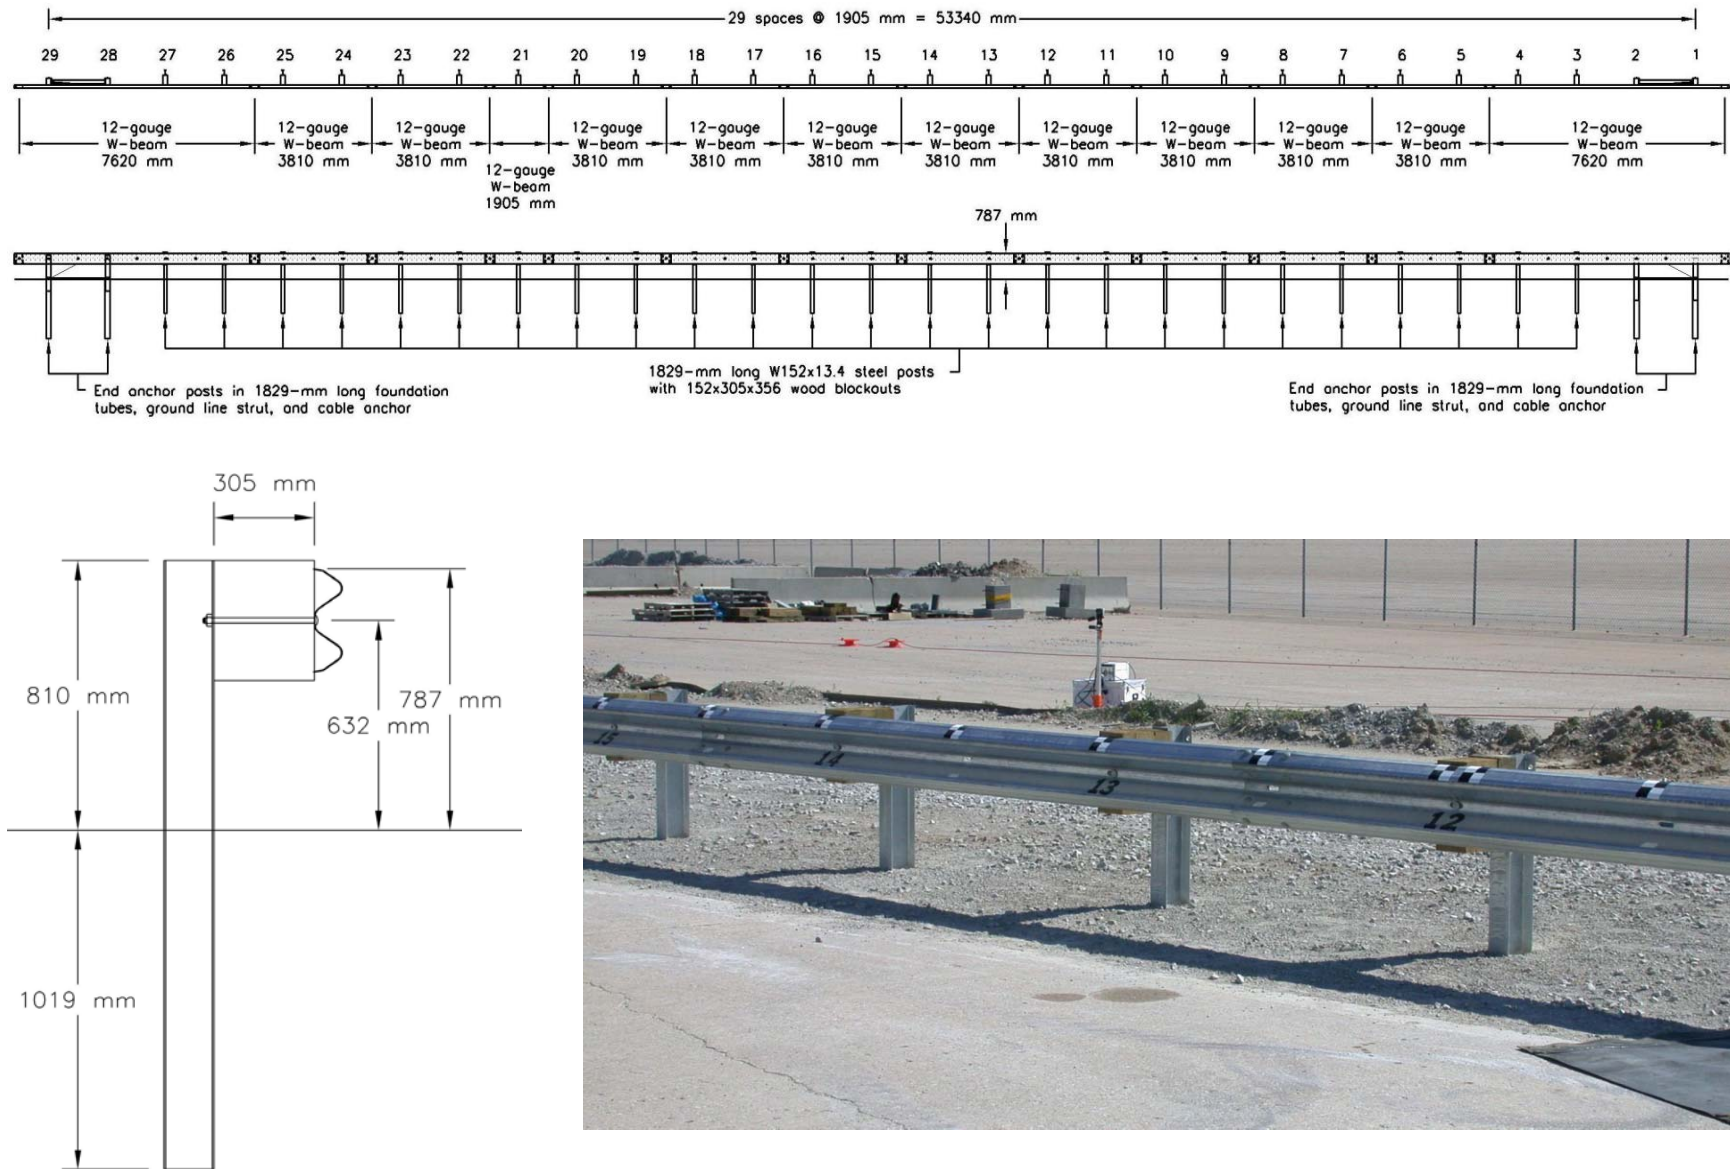 29 spaces @ 1905 mm = 53340 mm
29 28 27 26 25 24 23 22 21 20 19 18 17 16 15 14 13 12 11 10 9 8 7 6 5 4 3 2 1
12-gauge
W-beam
7620 mm
12-gauge
W-beam
3810 mm
12-gauge
W-beam
3810 mm
12-gauge
W-beam
1905 mm
12-gauge
W-beam
3810 mm
12-gauge
W-beam
3810 mm
12-gauge
W-beam
3810 mm
12-gauge
W-beam
3810 mm
12-gauge
W-beam
3810 mm
12-gauge
W-beam
3810 mm
12-gauge
W-beam
3810 mm
12-gauge
W-beam
3810 mm
12-gauge
W-beam
7620 mm
787 mm
End anchor posts in 1829-mm long foundation
tubes, ground line strut, and cable anchor
1829-mm long W152x13.4 steel posts
with 152x305x356 wood blockouts
End anchor posts in 1829-mm long foundation
tubes, ground line strut, and cable anchor
305 mm
810 mm
787 mm
632 mm
1019 mm
15
14
13
12